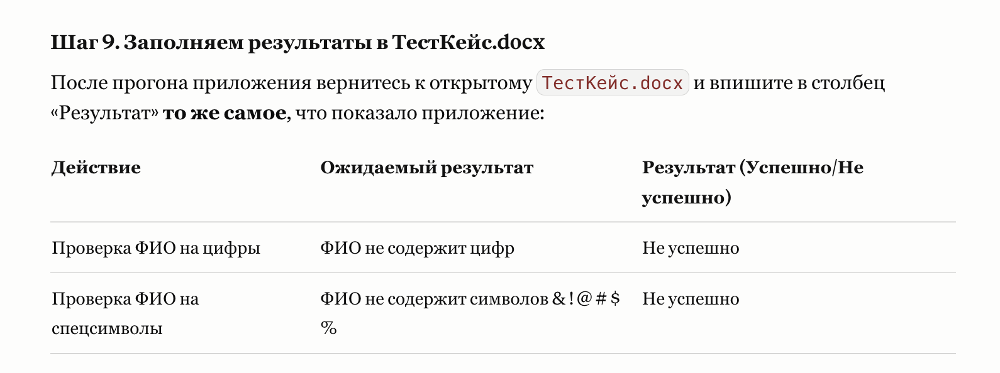 Шаг 9. Заполняем результаты в ТестКейс.docx
После прогона приложения вернитесь к открытому ТестКейс.docx и впишите в столбец
«Результат» то же самое, что показало приложение:
Действие Ожидаемый результат Результат (Успешно/Не
успешно)
Проверка ФИО на цифры ФИО не содержит цифр Не успешно
Проверка ФИО на ФИО не содержит символов & ! @ # $ Не успешно
спецсимволы %